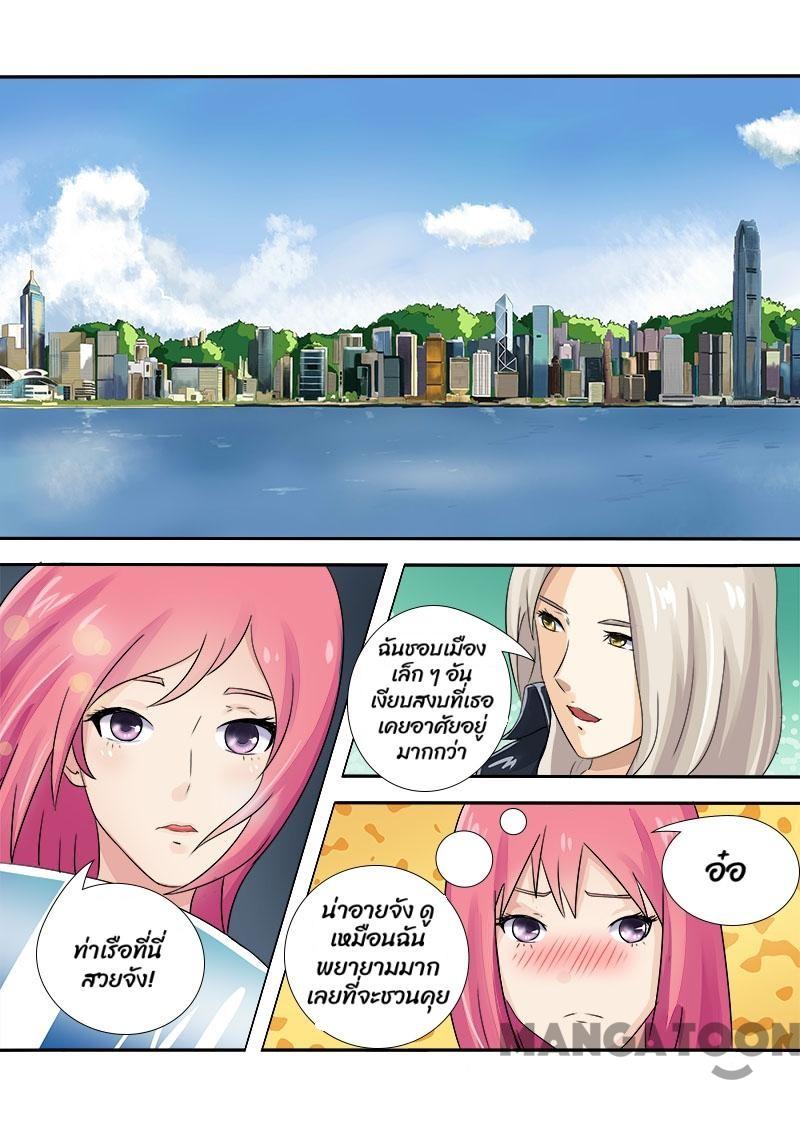 ท่าเรือที่นี่
สวยจัง!
ฉันชอบเมือง
เล็ก ๆ อัน
เงียบสงบที่เธอ
เคยอาศัยอยู่
มากกว่า
น่าอายจัง ดู
เหมือนฉัน
พยายามมาก
เลยที่จะชวนคุย
อ๋อ
MANGATOON